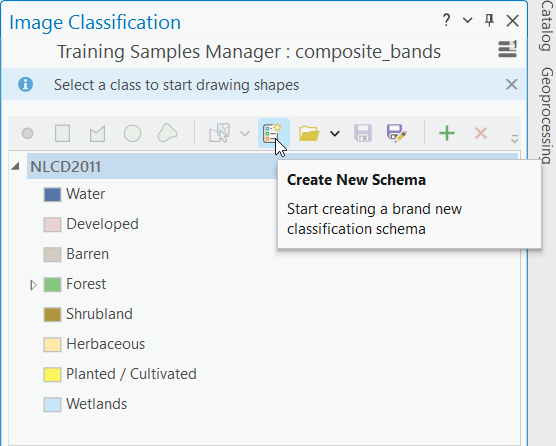 Image Classification
?
Training Samples Manager : composite_bands
1
Select a class to start drawing shapes
NLCD2011
Water
Developed
Barren
Forest
Shrubland
Herbaceous
Planted / Cultivated
Wetlands
Create New Schema
Start creating a brand new
classification schema
Catalog
Geoprocessing